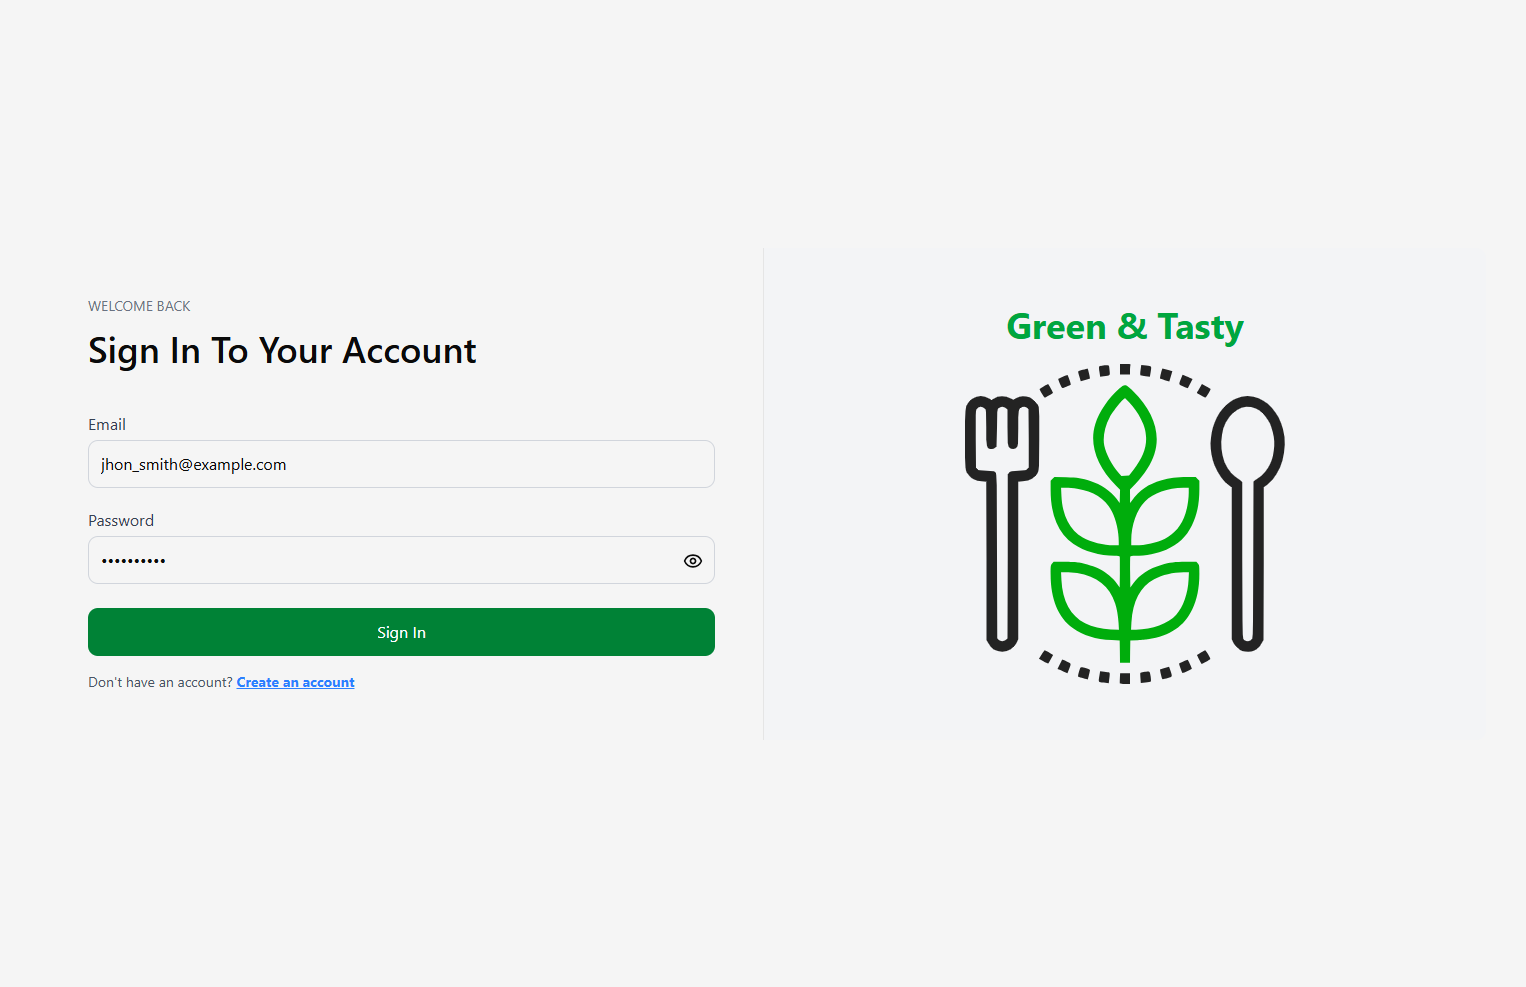 WELCOME BACK
Sign In To Your Account
Email
jhon_smith@example.com
Password
••••••••••
Sign In
Don't have an account? Create an account
Green & Tasty